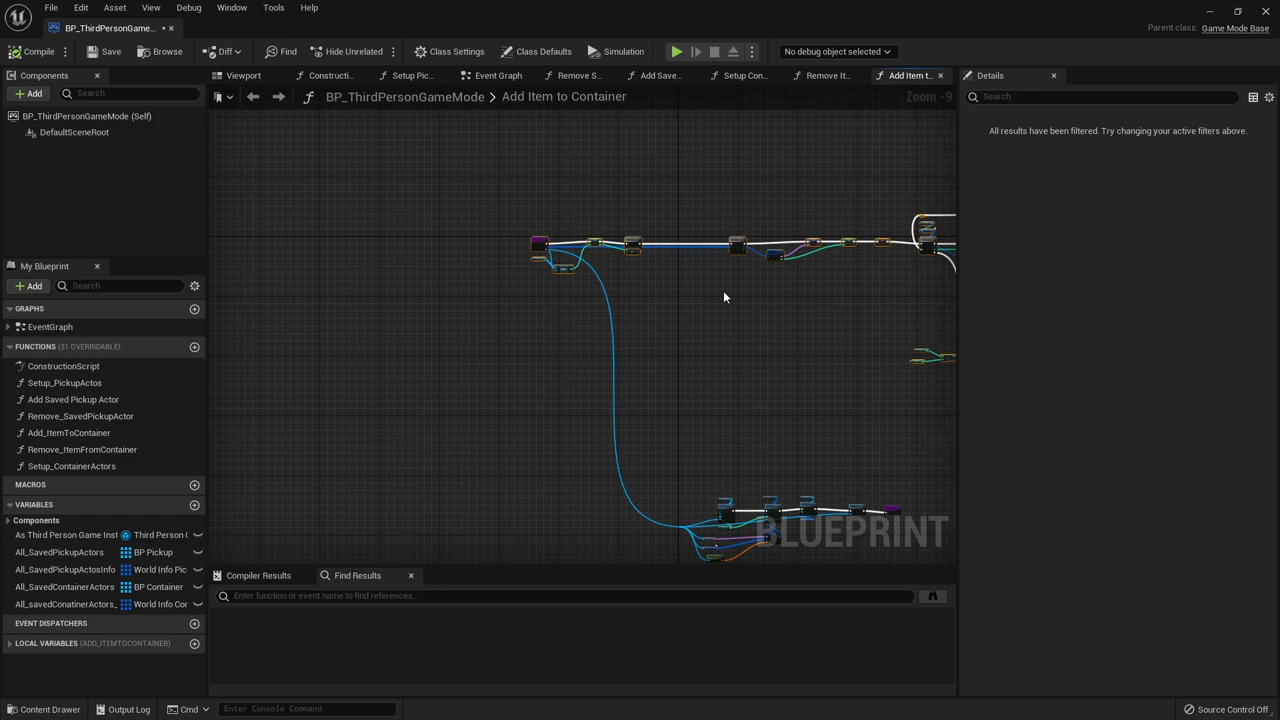 File Edit Asset View Debug Window Tools Help
BP_ThirdPersonGame...
Parent class: Game Mode Base
Compile Save Browse Diff Find Hide Unrelated Class Settings Class Defaults Simulation No debug object selected
Components
Viewport Constructi... Setup Pic... Event Graph Remove S... Add Save... Setup Con... Remove It... Add Item t...
Details
Add Search
BP_ThirdPersonGameMode > Add Item to Container
Zoom -9
Search
BP_ThirdPersonGameMode (Self)
DefaultSceneRoot
All results have been filtered. Try changing your active filters above.
My Blueprint
Add Search
GRAPHS
EventGraph
FUNCTIONS (31 OVERRIDABLE)
ConstructionScript
Setup_PickupActos
Add Saved Pickup Actor
Remove_SavedPickupActor
Add_ItemToContainer
Remove_ItemFromContainer
Setup_ContainerActors
MACROS
VARIABLES
Components
As Third Person Game Inst Third Person (
All_SavedPickupActors BP Pickup
All_SavedPickupActosInfo World Info Pic
All_SavedContainerActors BP Container
All_savedConatinerActors_ World Info Cor
EVENT DISPATCHERS
LOCAL VARIABLES (ADD_ITEMTOCONTAINER)
BLUEPRINT
Compiler Results Find Results
Enter function or event name to find references...
Content Drawer Output Log Cmd Enter Console Command Source Control Off